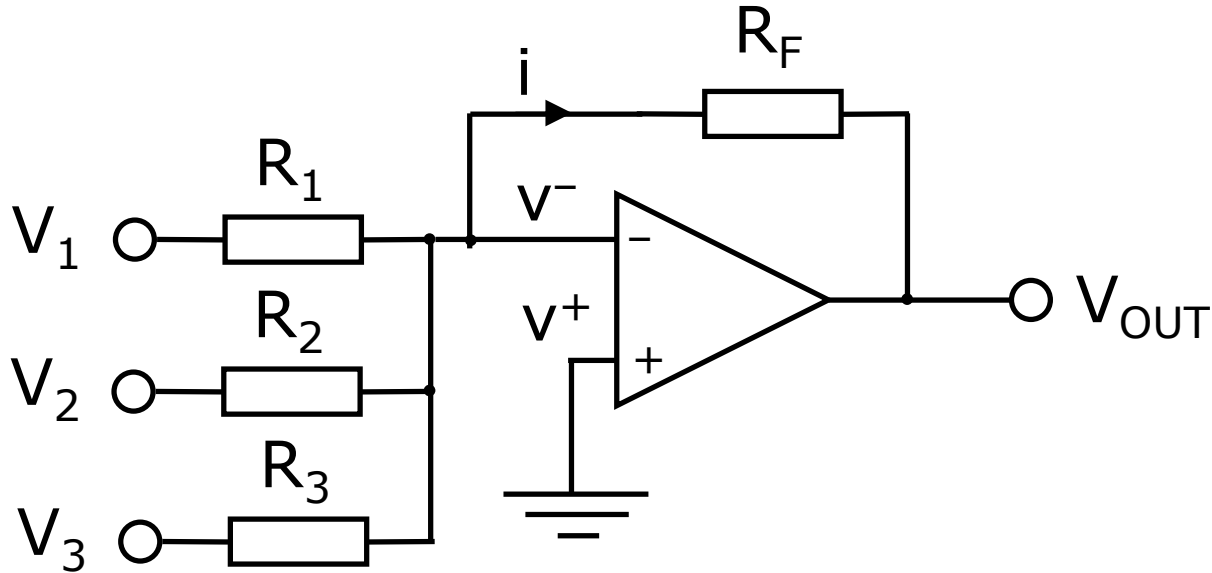 R_F
i
R_1
V_1
v⁻
−
R_2
v⁺
V_OUT
+
V_2
R_3
V_3